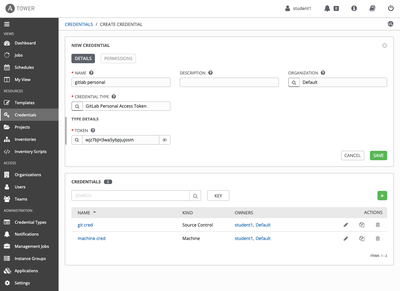 A TOWER
student1
0
VIEWS
Dashboard
Jobs
Schedules
My View
RESOURCES
Templates
Credentials
Projects
Inventories
Inventory Scripts
ACCESS
Organizations
Users
Teams
ADMINISTRATION
Credential Types
Notifications
Management Jobs
Instance Groups
Applications
Settings
CREDENTIALS / CREATE CREDENTIAL
NEW CREDENTIAL
DETAILS PERMISSIONS
* NAME DESCRIPTION ORGANIZATION
gitlab personal Default
* CREDENTIAL TYPE
GitLab Personal Access Token
TYPE DETAILS
* TOKEN
CANCEL SAVE
CREDENTIALS 2
SEARCH KEY
NAME KIND OWNERS ACTIONS
git cred Source Control student1, Default
machine cred Machine student1, Default
ITEMS 1 - 2